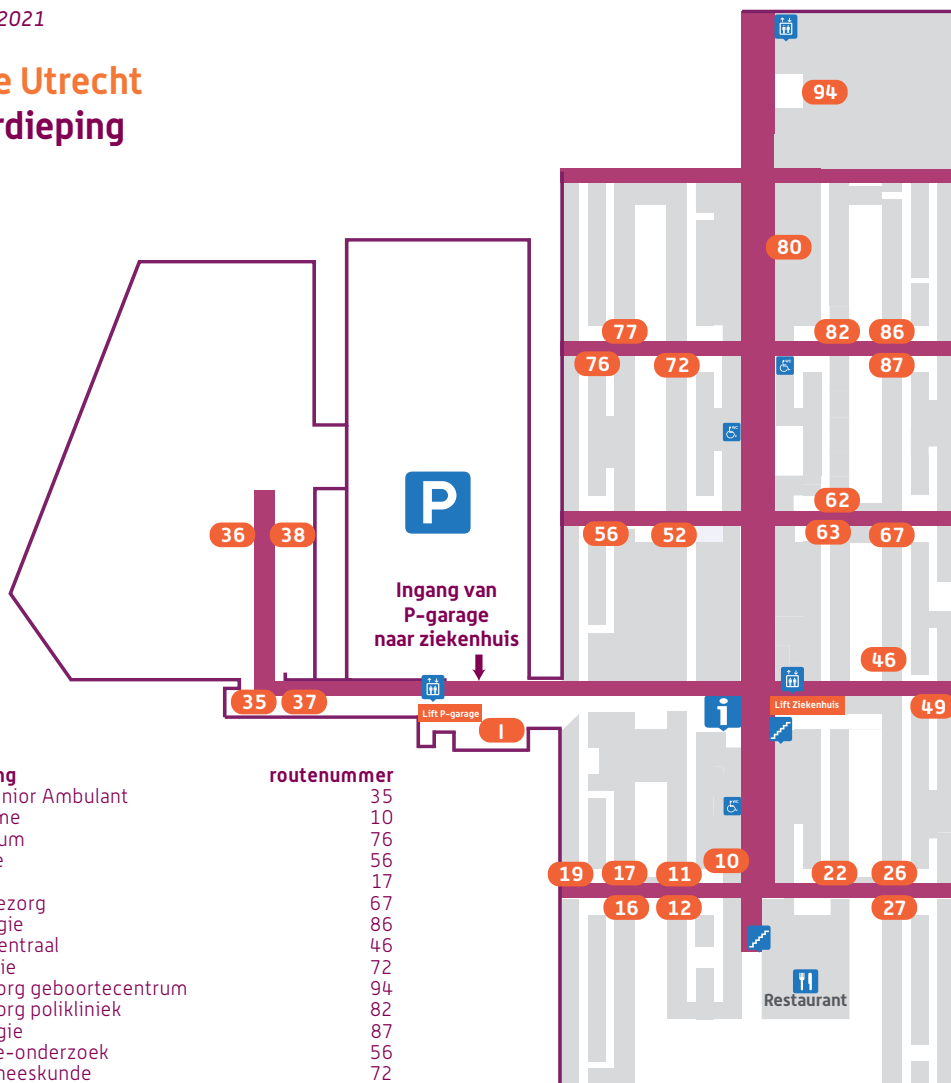 2021
e Utrecht
rdieping
94
80
77
82
86
76
72
87
62
36
38
P
56
52
63
67
Ingang van
P-garage
naar ziekenhuis
46
35
37
Lift P-garage
I
i
Lift Ziekenhuis
49
ng
routenummer
nior Ambulant
35
me
10
um
76
e
56
17
ezorg
67
gie
86
entraal
46
ie
72
org geboortecentrum
94
org polikliniek
82
gie
87
e-onderzoek
56
heeskunde
72
19
17
11
10
22
26
16
12
27
Restaurant